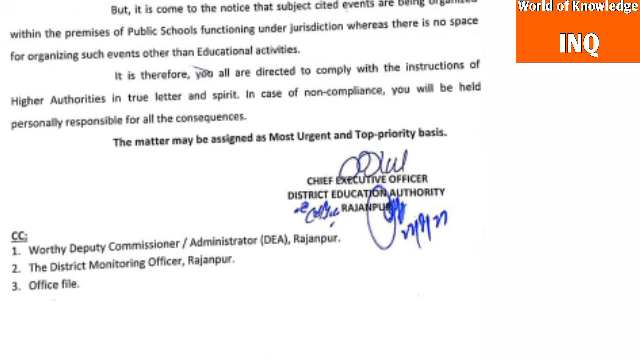 But, it is come to the notice that subject cited events are being organized
within the premises of Public Schools functioning under jurisdiction whereas there is no space
for organizing such events other than Educational activities.
It is therefore, you all are directed to comply with the instructions of
Higher Authorities in true letter and spirit. In case of non-compliance, you will be held
personally responsible for all the consequences.
The matter may be assigned as Most Urgent and Top-priority basis.
CHIEF EXECUTIVE OFFICER
DISTRICT EDUCATION AUTHORITY
RAJANPUR
CC:
1. Worthy Deputy Commissioner / Administrator (DEA), Rajanpur.
2. The District Monitoring Officer, Rajanpur.
3. Office file.
World of Knowledge
INQ